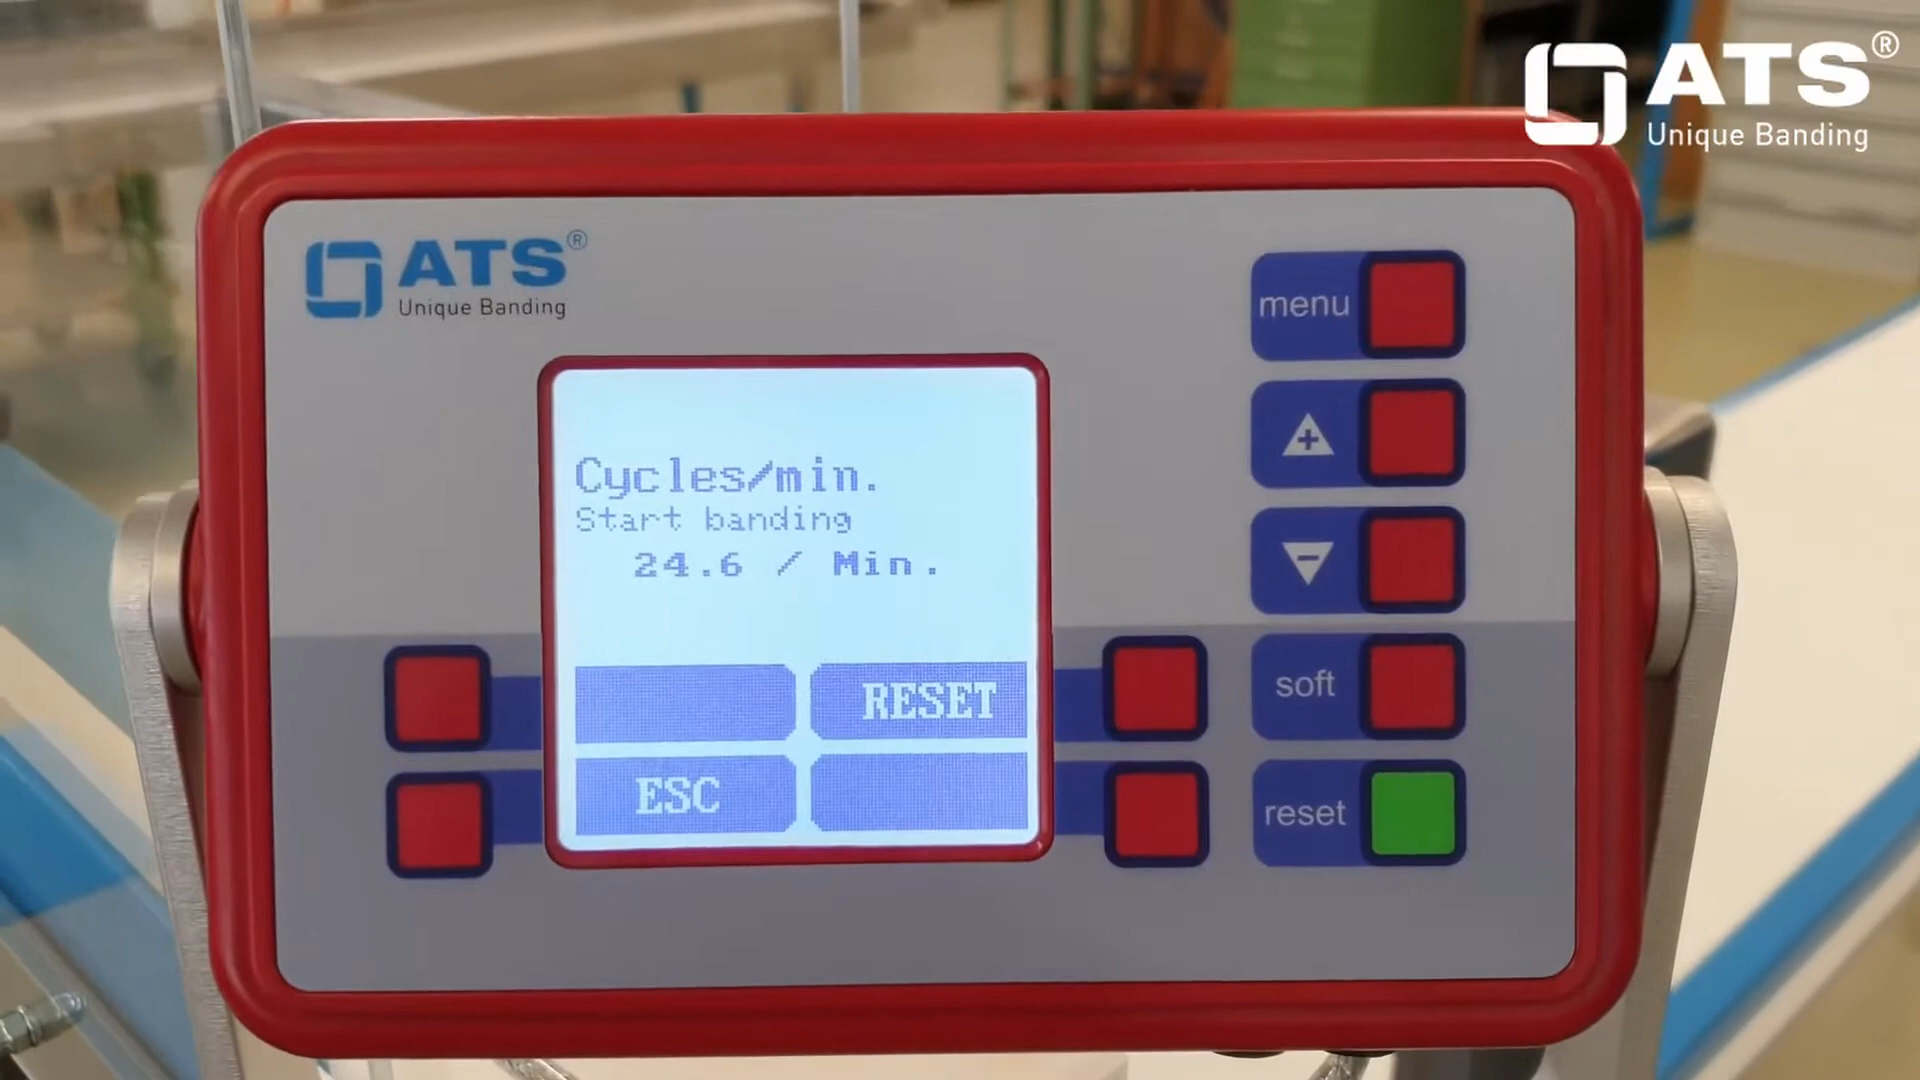 ATS®
Unique Banding
ATS®
Unique Banding
menu
Cycles/min.
Start banding
24.6 / Min.
soft
RESET
ESC
reset